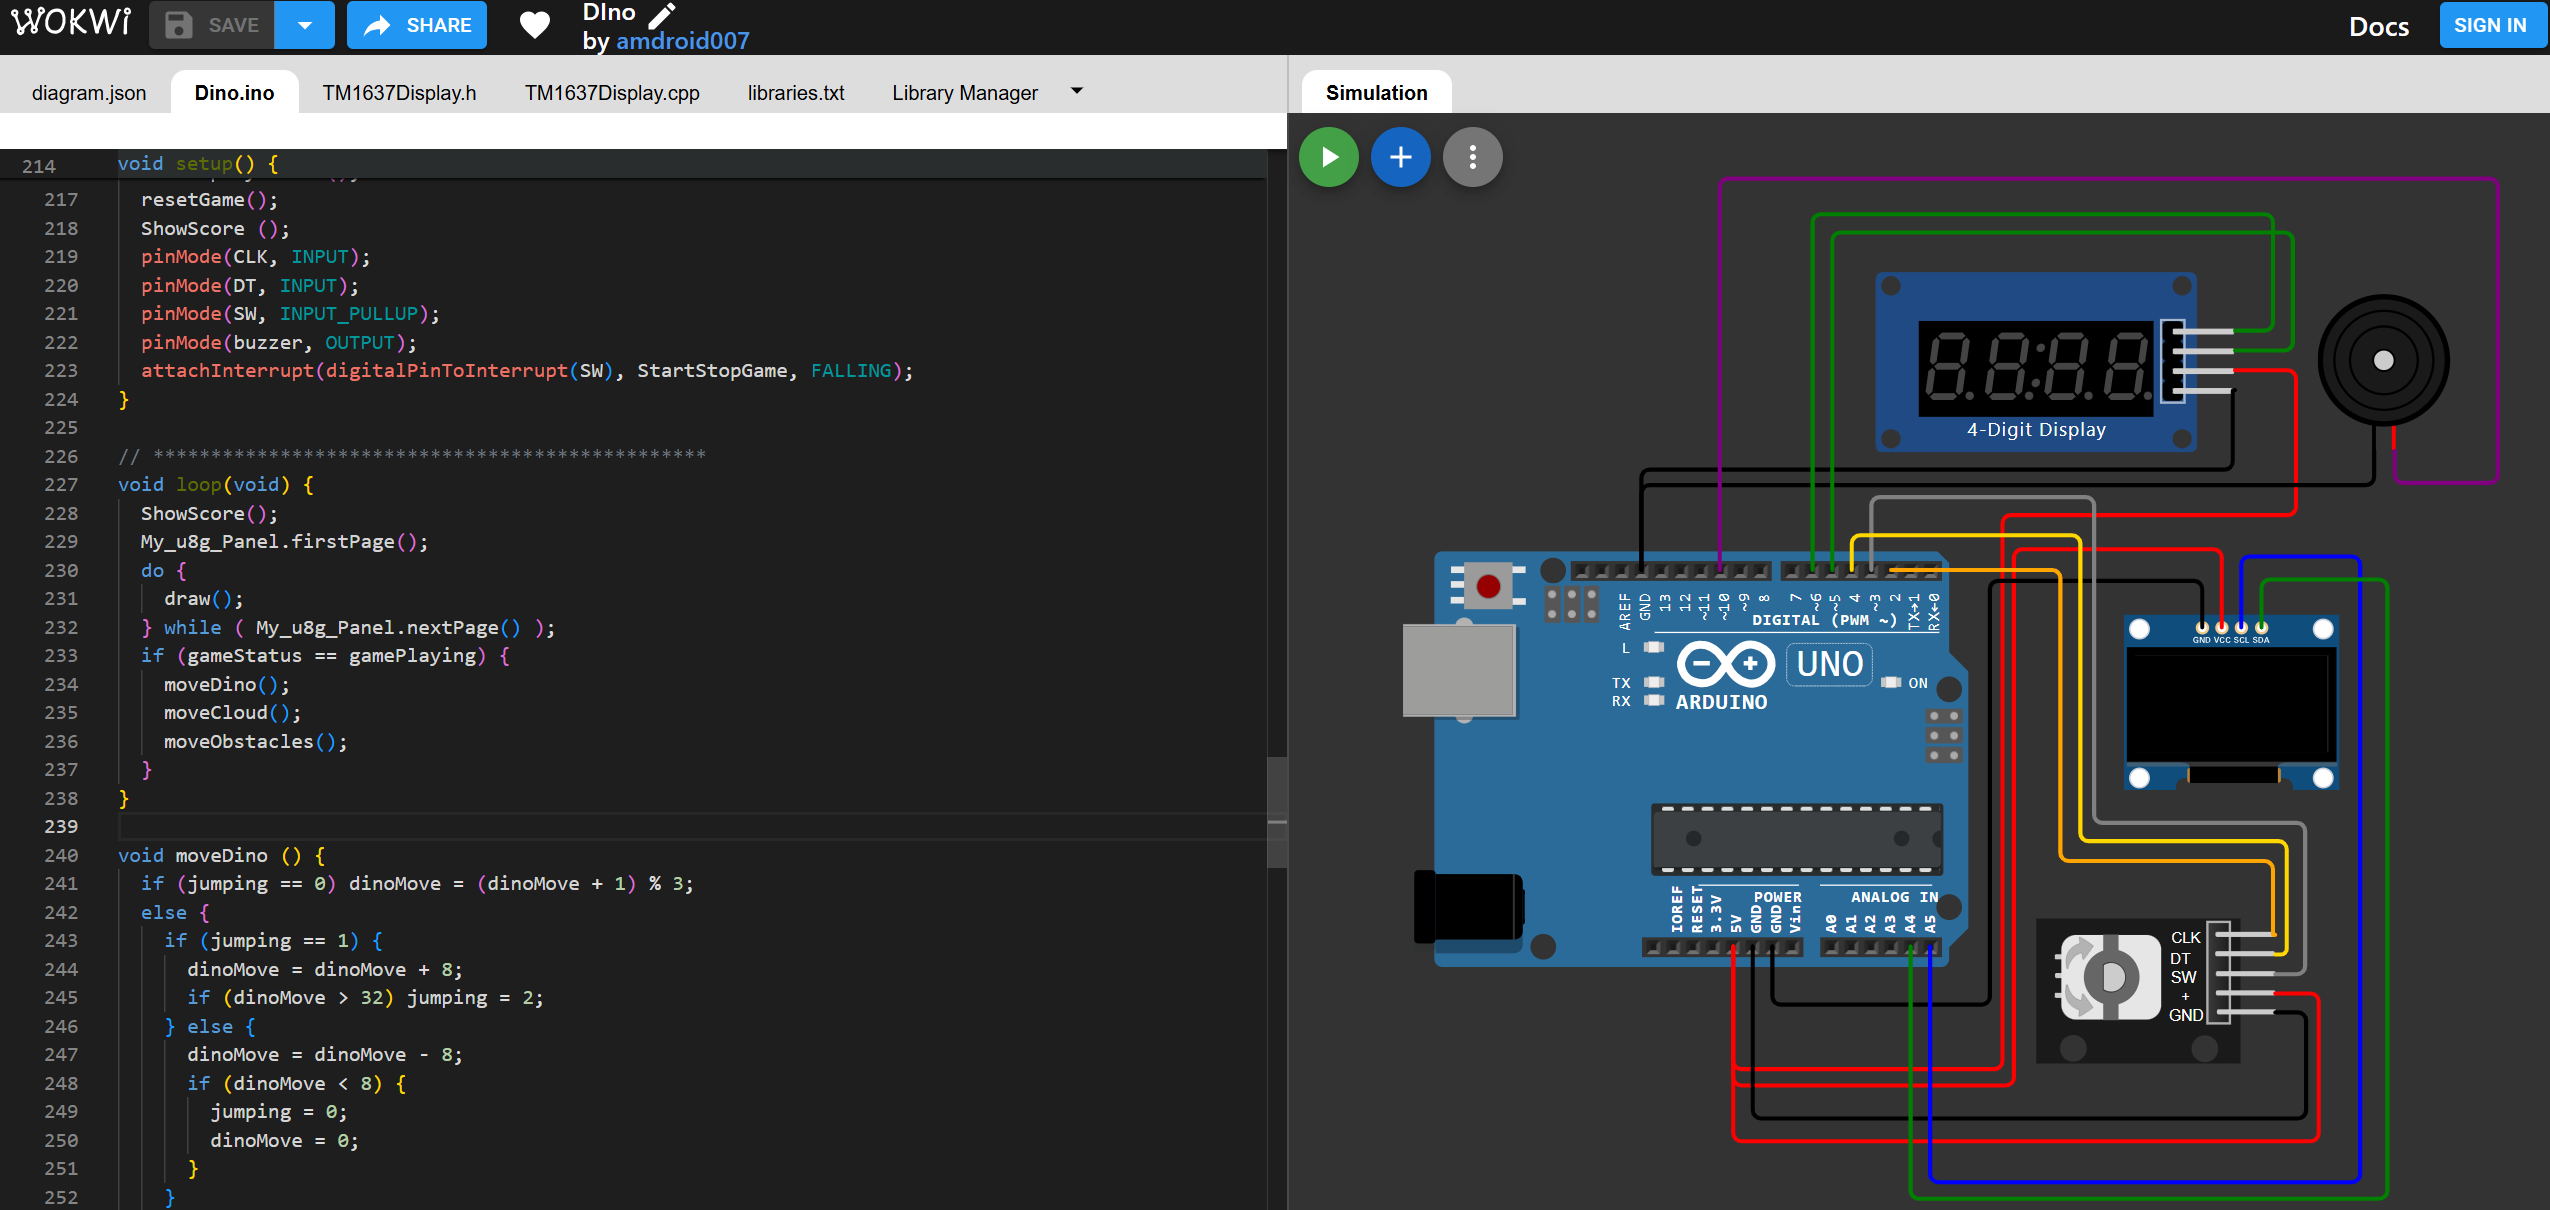 WOKWi
SAVE
SHARE
DIno
by amdroid007
Docs
SIGN IN
diagram.json
Dino.ino
TM1637Display.h
TM1637Display.cpp
libraries.txt
Library Manager
Simulation
214 void setup() {
217 resetGame();
218 ShowScore ();
219 pinMode(CLK, INPUT);
220 pinMode(DT, INPUT);
221 pinMode(SW, INPUT_PULLUP);
222 pinMode(buzzer, OUTPUT);
223 attachInterrupt(digitalPinToInterrupt(SW), StartStopGame, FALLING);
224 }
225
226 // ************************************************
227 void loop(void) {
228 ShowScore();
229 My_u8g_Panel.firstPage();
230 do {
231 draw();
232 } while ( My_u8g_Panel.nextPage() );
233 if (gameStatus == gamePlaying) {
234 moveDino();
235 moveCloud();
236 moveObstacles();
237 }
238 }
239
240 void moveDino () {
241 if (jumping == 0) dinoMove = (dinoMove + 1) % 3;
242 else {
243 if (jumping == 1) {
244 dinoMove = dinoMove + 8;
245 if (dinoMove > 32) jumping = 2;
246 } else {
247 dinoMove = dinoMove - 8;
248 if (dinoMove < 8) {
249 jumping = 0;
250 dinoMove = 0;
251 }
252 }
4-Digit Display
AREF GND 13 12 ~11 ~10 ~9 8 7 ~6 ~5 4 ~3 2 TX→1 RX←0
DIGITAL (PWM ~)
L
TX
RX
UNO
ON
ARDUINO
GND VCC SCL SDA
POWER
ANALOG IN
IOREF RESET 3.3V 5V GND GND Vin A0 A1 A2 A3 A4 A5
CLK
DT
SW
+
GND